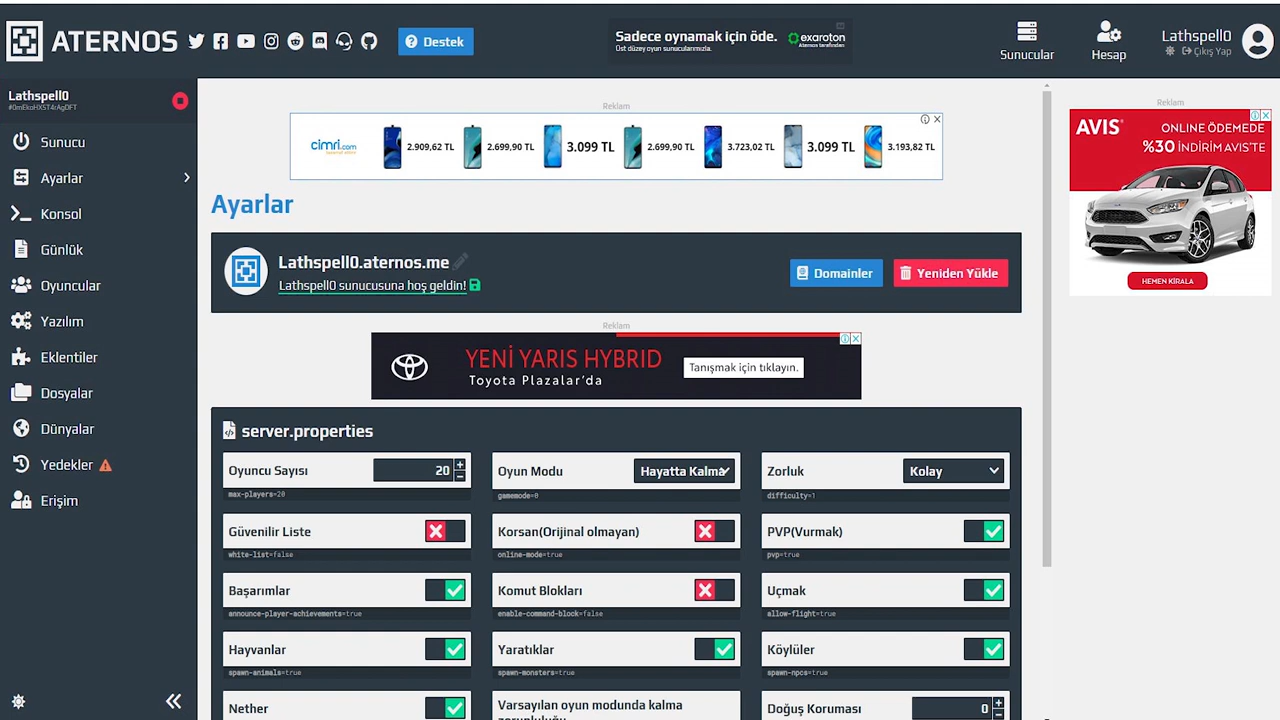 ATERNOS
Destek
Sadece oynamak için öde.
Üst düzey oyun sunucularımızla.
exaroton
Aternos tarafından
Sunucular
Hesap
Lathspell0
Çıkış Yap
Lathspell0
Sunucu
Ayarlar
Konsol
Günlük
Oyuncular
Yazılım
Eklentiler
Dosyalar
Dünyalar
Yedekler
Erişim
Reklam
cimri.com
2.909,62 TL
2.699,90 TL
3.099 TL
2.699,90 TL
3.723,02 TL
3.099 TL
3.193,82 TL
Ayarlar
Lathspell0.aternos.me
Lathspell0 sunucusuna hoş geldin!
Domainler
Yeniden Yükle
Reklam
YENİ YARIS HYBRID
Toyota Plazalar’da
Tanışmak için tıklayın.
server.properties
Oyuncu Sayısı 20
max-players=20
Oyun Modu Hayatta Kalma
gamemode=0
Zorluk Kolay
difficulty=1
Güvenilir Liste
white-list=false
Korsan(Orijinal olmayan)
online-mode=true
PVP(Vurmak)
pvp=true
Başarımlar
announce-player-achievements=true
Komut Blokları
enable-command-block=false
Uçmak
allow-flight=true
Hayvanlar
spawn-animals=true
Yaratıklar
spawn-monsters=true
Köylüler
spawn-npcs=true
Nether
Varsayılan oyun modunda kalma
zorunluluğu
Doğuş Koruması 0
Reklam
AVIS
ONLINE ÖDEMEDE
%30 İNDİRİM AVIS’TE
HEMEN KİRALA